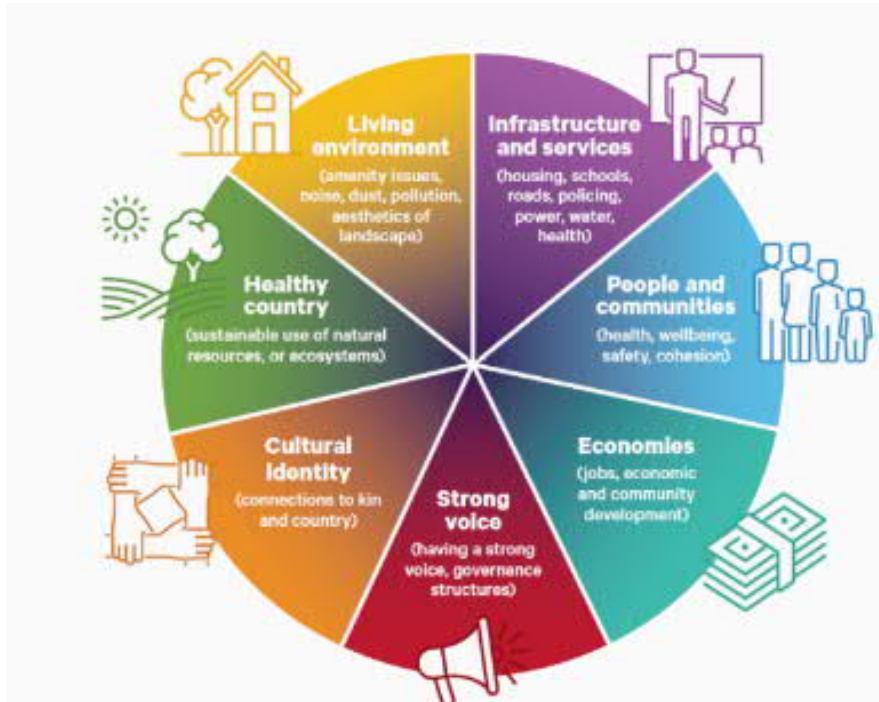 Living
environment
(amenity issues,
noise, dust, pollution,
aesthetics of
landscape)
Infrastructure
and services
(housing, schools,
roads, policing,
power, water,
health)
People and
communities
(health, wellbeing,
safety, cohesion)
Economies
(jobs, economic
and community
development)
Strong
voice
(having a strong
voice, governance
structures)
Cultural
identity
(connections to kin
and country)
Healthy
country
(sustainable use of natural
resources, or ecosystems)